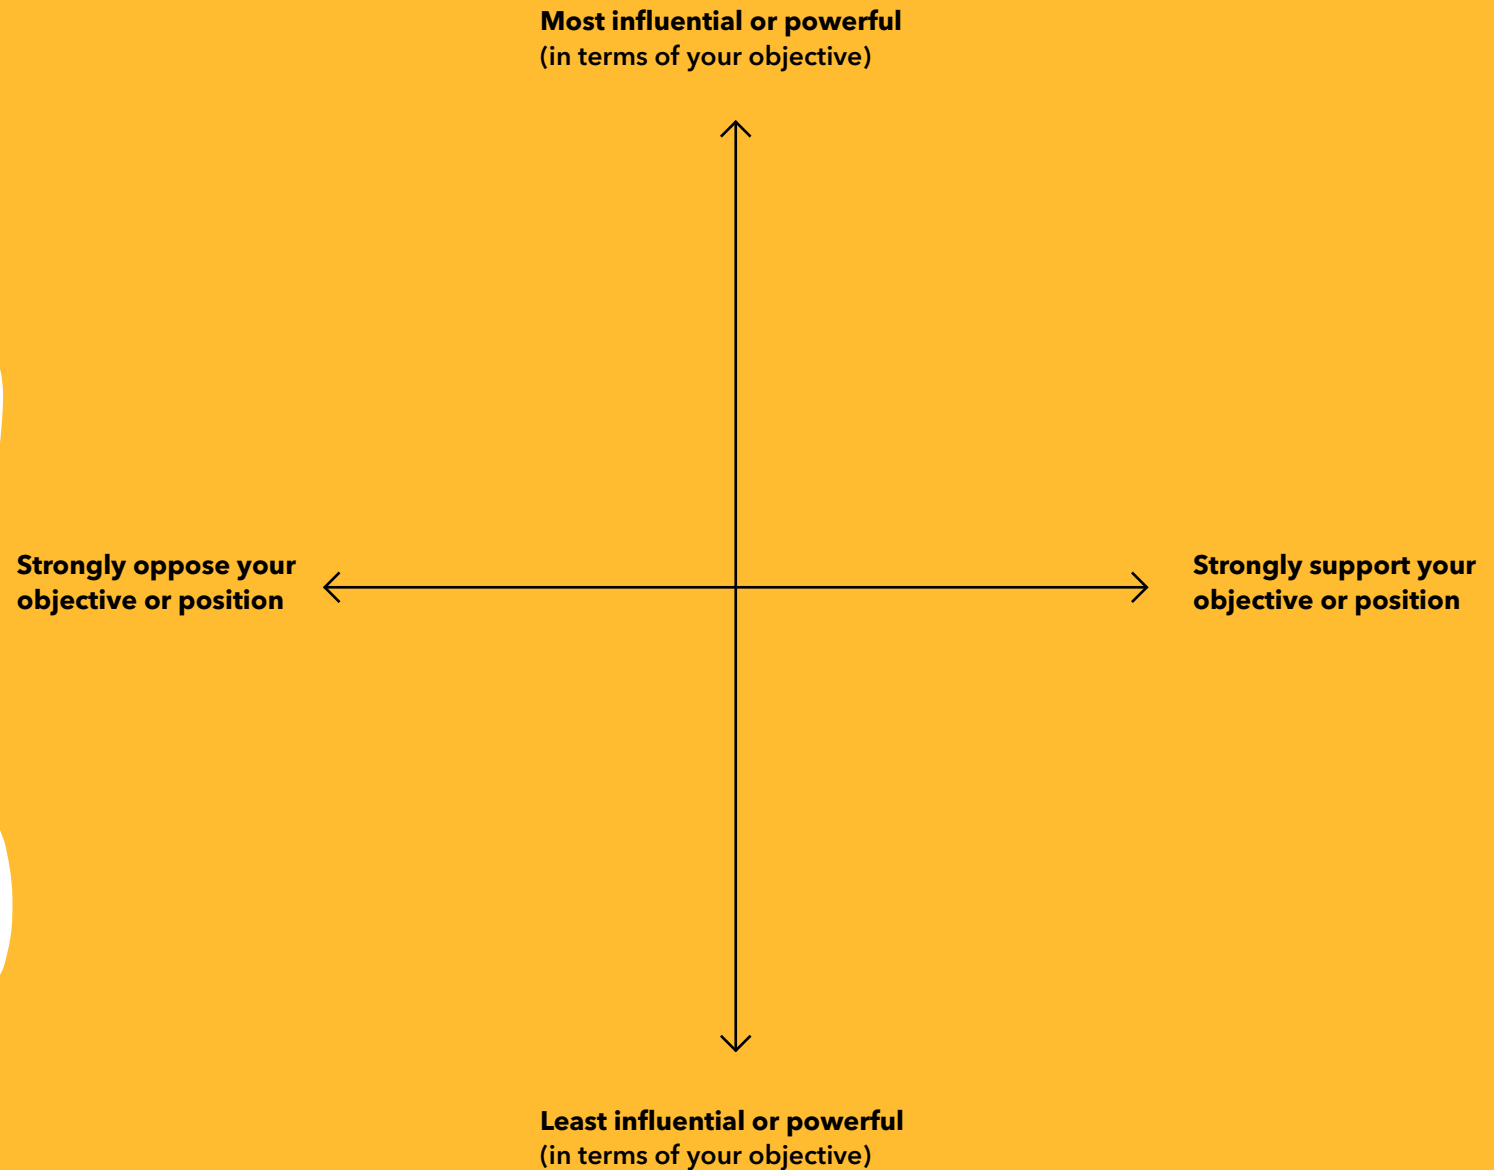 Most influential or powerful
(in terms of your objective)
Strongly oppose your
objective or position
Strongly support your
objective or position
Least influential or powerful
(in terms of your objective)